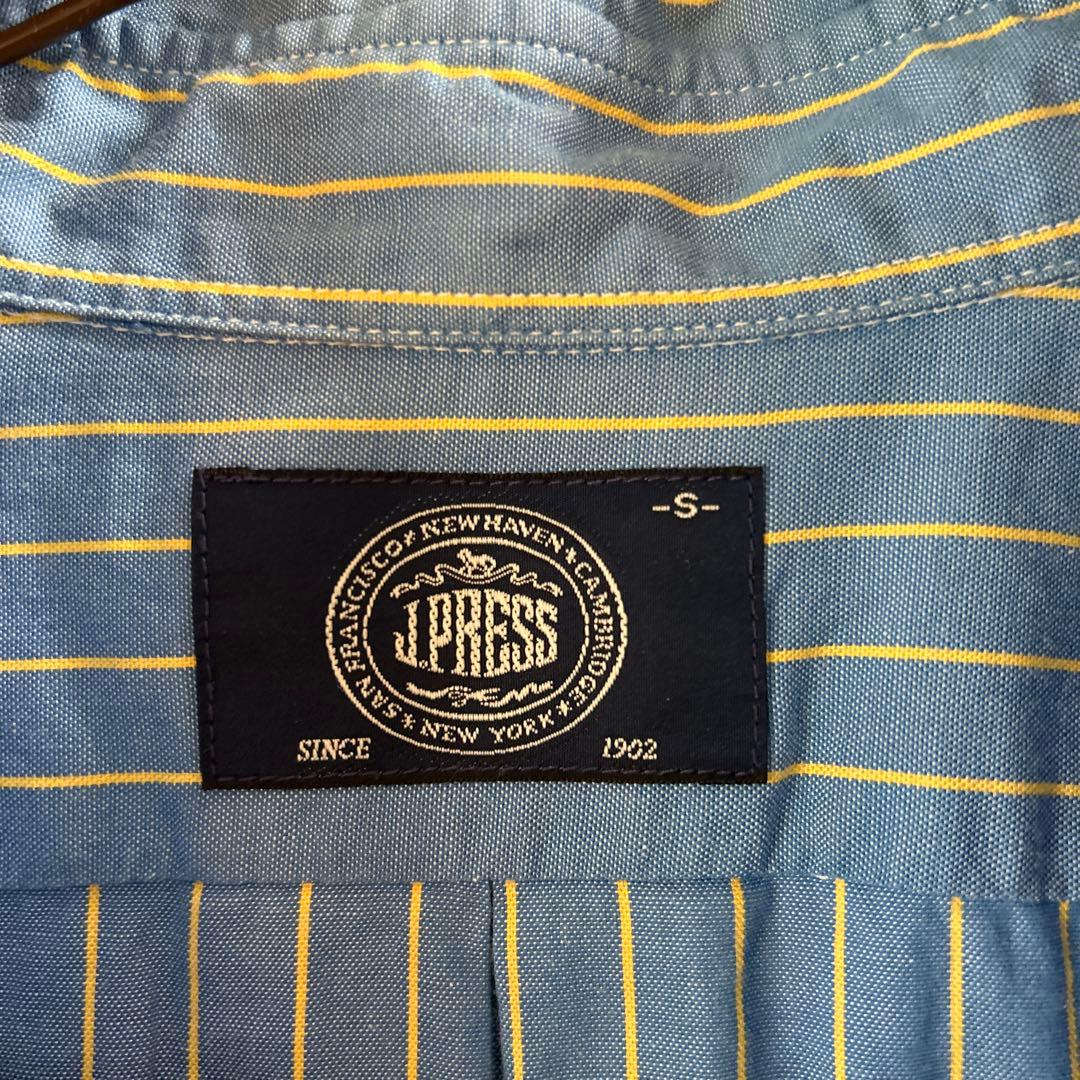 -S-
SAN FRANCISCO * NEW HAVEN * CAMBRIDGE * NEW YORK *
J.PRESS
SINCE 1902